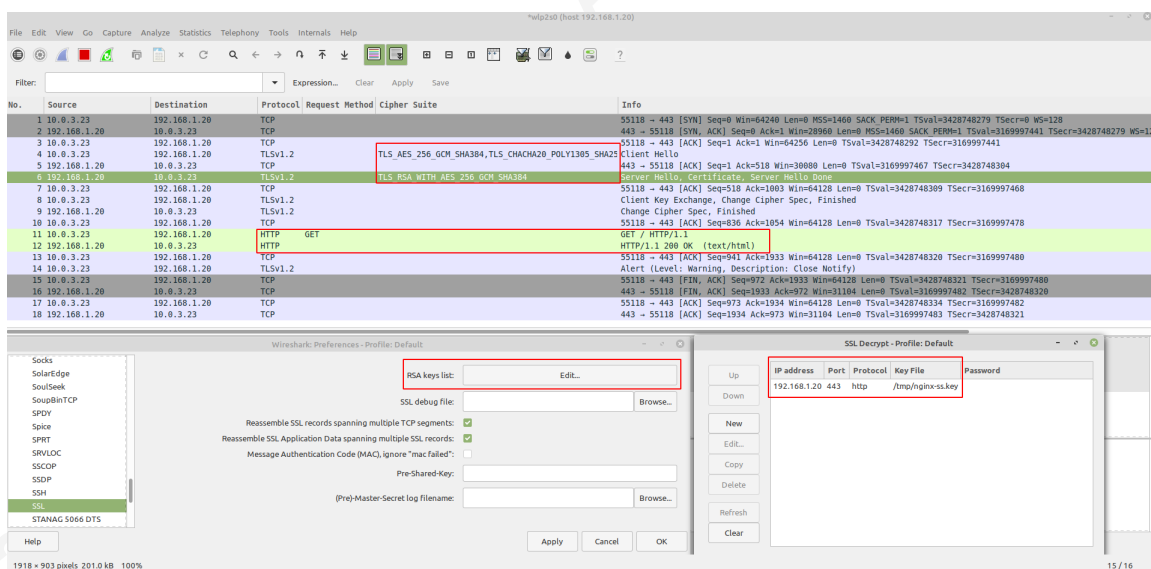 *wlp2s0 (host 192.168.1.20)
File Edit View Go Capture Analyze Statistics Telephony Tools Internals Help
Filter: Expression... Clear Apply Save
No. Source Destination Protocol Request Method Cipher Suite Info
1 10.0.3.23 192.168.1.20 TCP 55118 → 443 [SYN] Seq=0 Win=64240 Len=0 MSS=1460 SACK_PERM=1 TSval=3428748279 TSecr=0 WS=128
2 192.168.1.20 10.0.3.23 TCP 443 → 55118 [SYN, ACK] Seq=0 Ack=1 Win=28960 Len=0 MSS=1460 SACK_PERM=1 TSval=3169997441 TSecr=3428748279 WS=12
3 10.0.3.23 192.168.1.20 TCP 55118 → 443 [ACK] Seq=1 Ack=1 Win=64256 Len=0 TSval=3428748292 TSecr=3169997441
4 10.0.3.23 192.168.1.20 TLSv1.2 TLS_AES_256_GCM_SHA384,TLS_CHACHA20_POLY1305_SHA25 Client Hello
5 192.168.1.20 10.0.3.23 TCP 443 → 55118 [ACK] Seq=1 Ack=518 Win=30080 Len=0 TSval=3169997467 TSecr=3428748304
6 192.168.1.20 10.0.3.23 TLSv1.2 TLS_RSA_WITH_AES_256_GCM_SHA384 Server Hello, Certificate, Server Hello Done
7 10.0.3.23 192.168.1.20 TCP 55118 → 443 [ACK] Seq=518 Ack=1003 Win=64128 Len=0 TSval=3428748309 TSecr=3169997468
8 10.0.3.23 192.168.1.20 TLSv1.2 Client Key Exchange, Change Cipher Spec, Finished
9 192.168.1.20 10.0.3.23 TLSv1.2 Change Cipher Spec, Finished
10 10.0.3.23 192.168.1.20 TCP 55118 → 443 [ACK] Seq=836 Ack=1054 Win=64128 Len=0 TSval=3428748317 TSecr=3169997478
11 10.0.3.23 192.168.1.20 HTTP GET GET / HTTP/1.1
12 192.168.1.20 10.0.3.23 HTTP HTTP/1.1 200 OK (text/html)
13 10.0.3.23 192.168.1.20 TCP 55118 → 443 [ACK] Seq=941 Ack=1933 Win=64128 Len=0 TSval=3428748320 TSecr=3169997480
14 10.0.3.23 192.168.1.20 TLSv1.2 Alert (Level: Warning, Description: Close Notify)
15 10.0.3.23 192.168.1.20 TCP 55118 → 443 [FIN, ACK] Seq=972 Ack=1933 Win=64128 Len=0 TSval=3428748321 TSecr=3169997480
16 192.168.1.20 10.0.3.23 TCP 443 → 55118 [FIN, ACK] Seq=1933 Ack=972 Win=31104 Len=0 TSval=3169997482 TSecr=3428748320
17 10.0.3.23 192.168.1.20 TCP 55118 → 443 [ACK] Seq=973 Ack=1934 Win=64128 Len=0 TSval=3428748334 TSecr=3169997482
18 192.168.1.20 10.0.3.23 TCP 443 → 55118 [ACK] Seq=1934 Ack=973 Win=31104 Len=0 TSval=3169997483 TSecr=3428748321
Wireshark: Preferences - Profile: Default
Socks
SolarEdge
SoulSeek
SoupBinTCP
SPDY
Spice
SPRT
SRVLOC
SSCOP
SSDP
SSH
SSL
STANAG 5066 DTS
RSA keys list: Edit...
SSL debug file: Browse...
Reassemble SSL records spanning multiple TCP segments:
Reassemble SSL Application Data spanning multiple SSL records:
Message Authentication Code (MAC), ignore "mac failed":
Pre-Shared-Key:
(Pre)-Master-Secret log filename: Browse...
Help Apply Cancel OK
SSL Decrypt - Profile: Default
Up
Down
New
Edit...
Copy
Delete
Refresh
Clear
IP address Port Protocol Key File Password
192.168.1.20 443 http /tmp/nginx-ss.key
1918 × 903 pixels 201.0 kB 100% 15 / 16